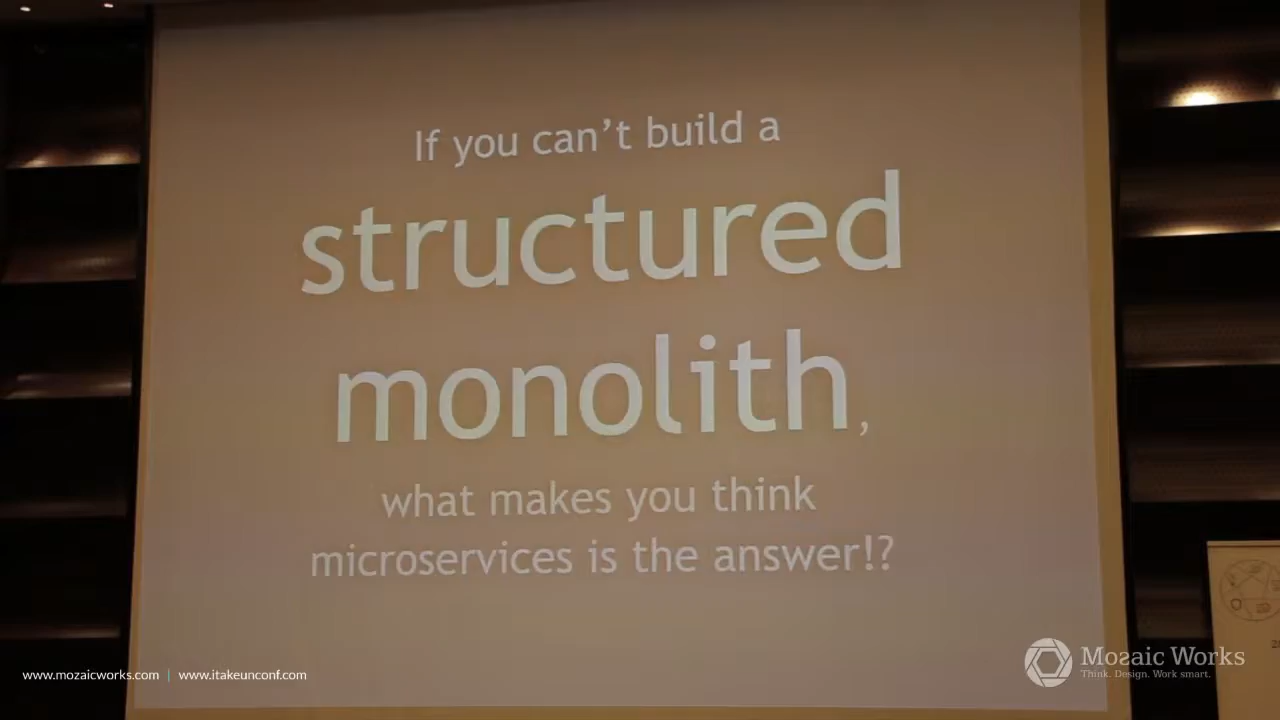 If you can't build a
structured
monolith,
what makes you think
microservices is the answer!?
www.mozaicworks.com | www.itakeunconf.com
Mozaic Works
Think. Design. Work smart.